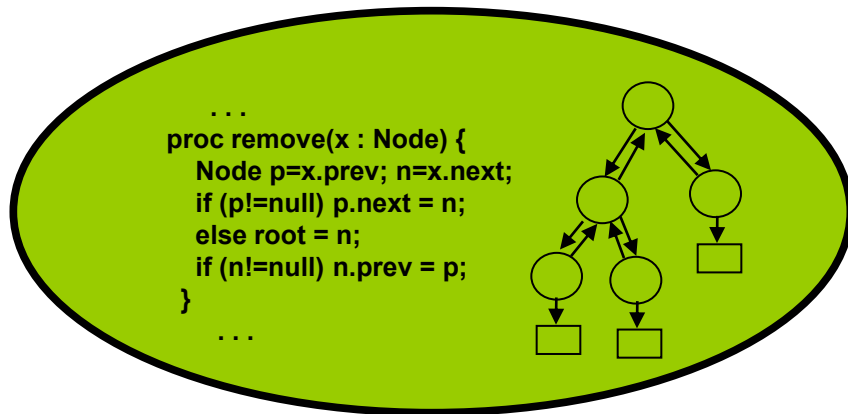 . . .
proc remove(x : Node) {
Node p=x.prev; n=x.next;
if (p!=null) p.next = n;
else root = n;
if (n!=null) n.prev = p;
}
. . .